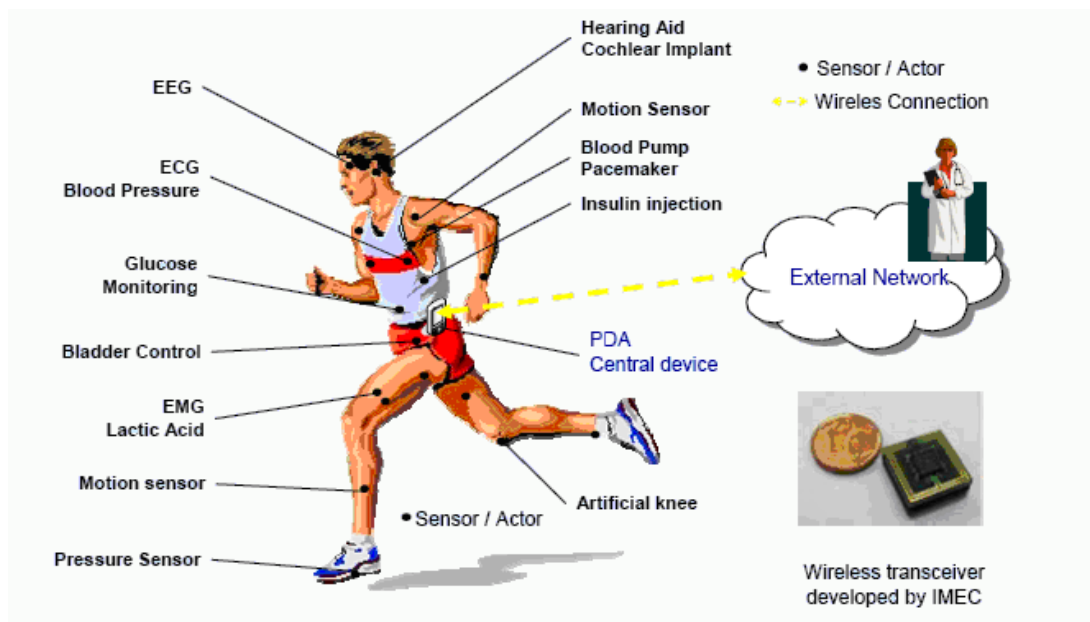 Hearing Aid
Cochlear Implant
EEG
Motion Sensor
ECG
Blood Pressure
Blood Pump
Pacemaker
Insulin injection
Glucose
Monitoring
Bladder Control
EMG
Lactic Acid
Motion sensor
Pressure Sensor
Sensor / Actor
Artificial knee
PDA
Central device
Sensor / Actor
Wireles Connection
External Network
Wireless transceiver
developed by IMEC